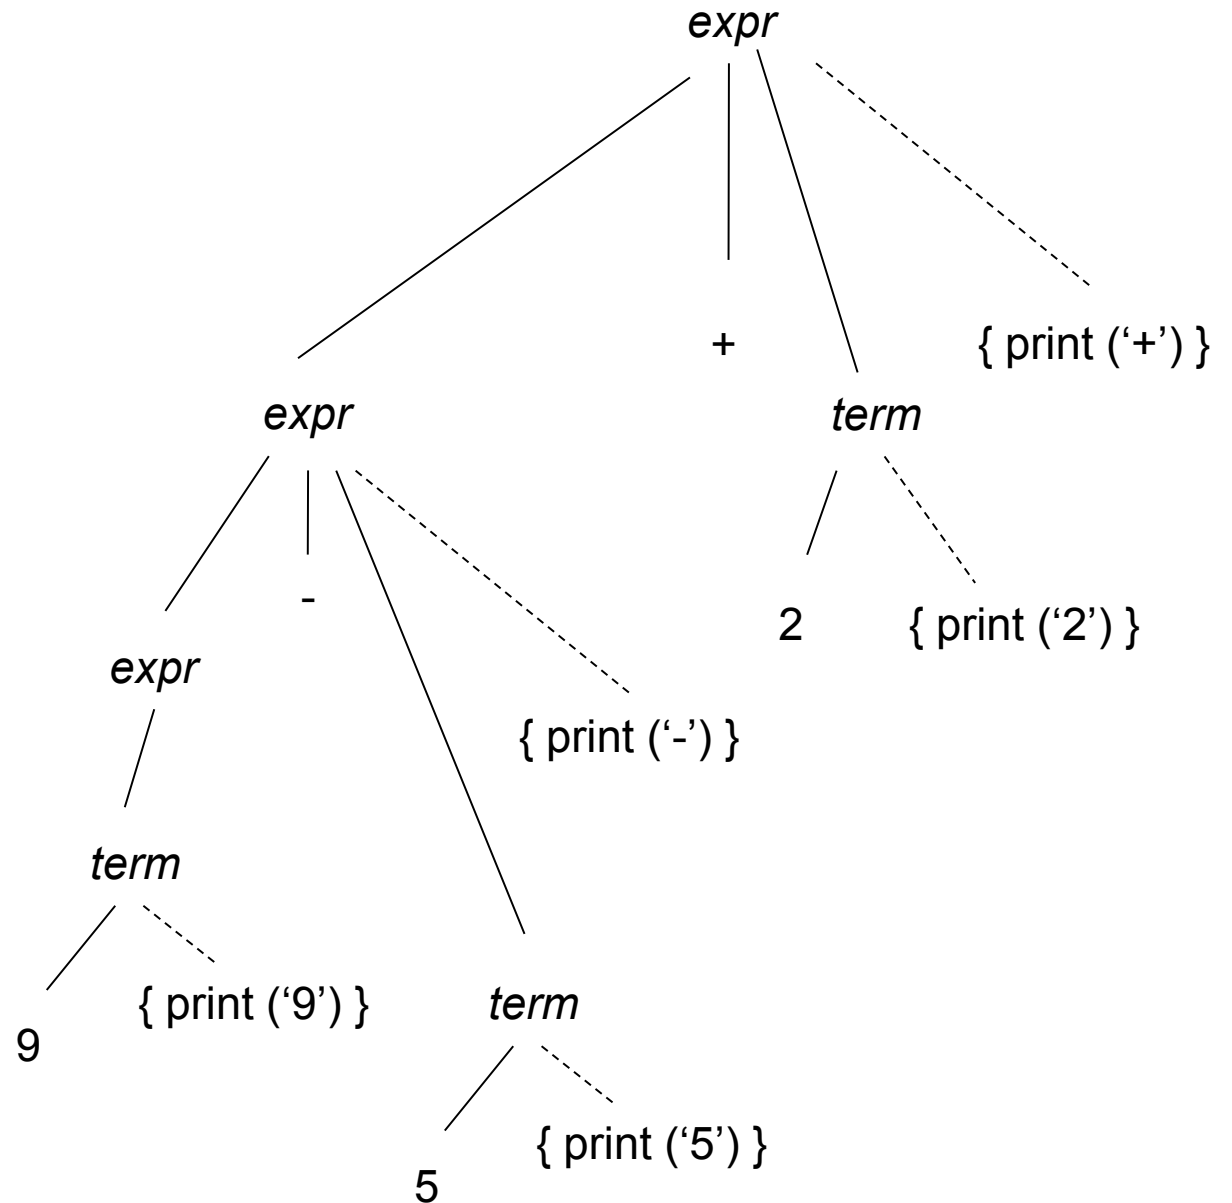 expr
+
{ print (‘+’) }
expr
term
-
2
{ print (‘2’) }
expr
{ print (‘-’) }
term
9
{ print (‘9’) }
term
5
{ print (‘5’) }